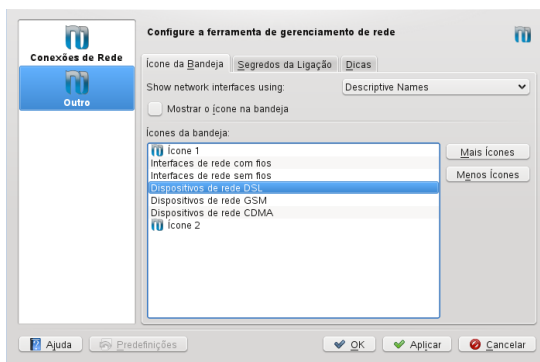 Configure a ferramenta de gerenciamento de rede
Conexões de Rede
Outro
Ícone da Bandeja
Segredos da Ligação
Dicas
Show network interfaces using:
Descriptive Names
Mostrar o ícone na bandeja
Ícones da bandeja:
Ícone 1
Interfaces de rede com fios
Interfaces de rede sem fios
Dispositivos de rede DSL
Dispositivos de rede GSM
Dispositivos de rede CDMA
Ícone 2
Mais Ícones
Menos Ícones
Ajuda
Predefinições
OK
Aplicar
Cancelar